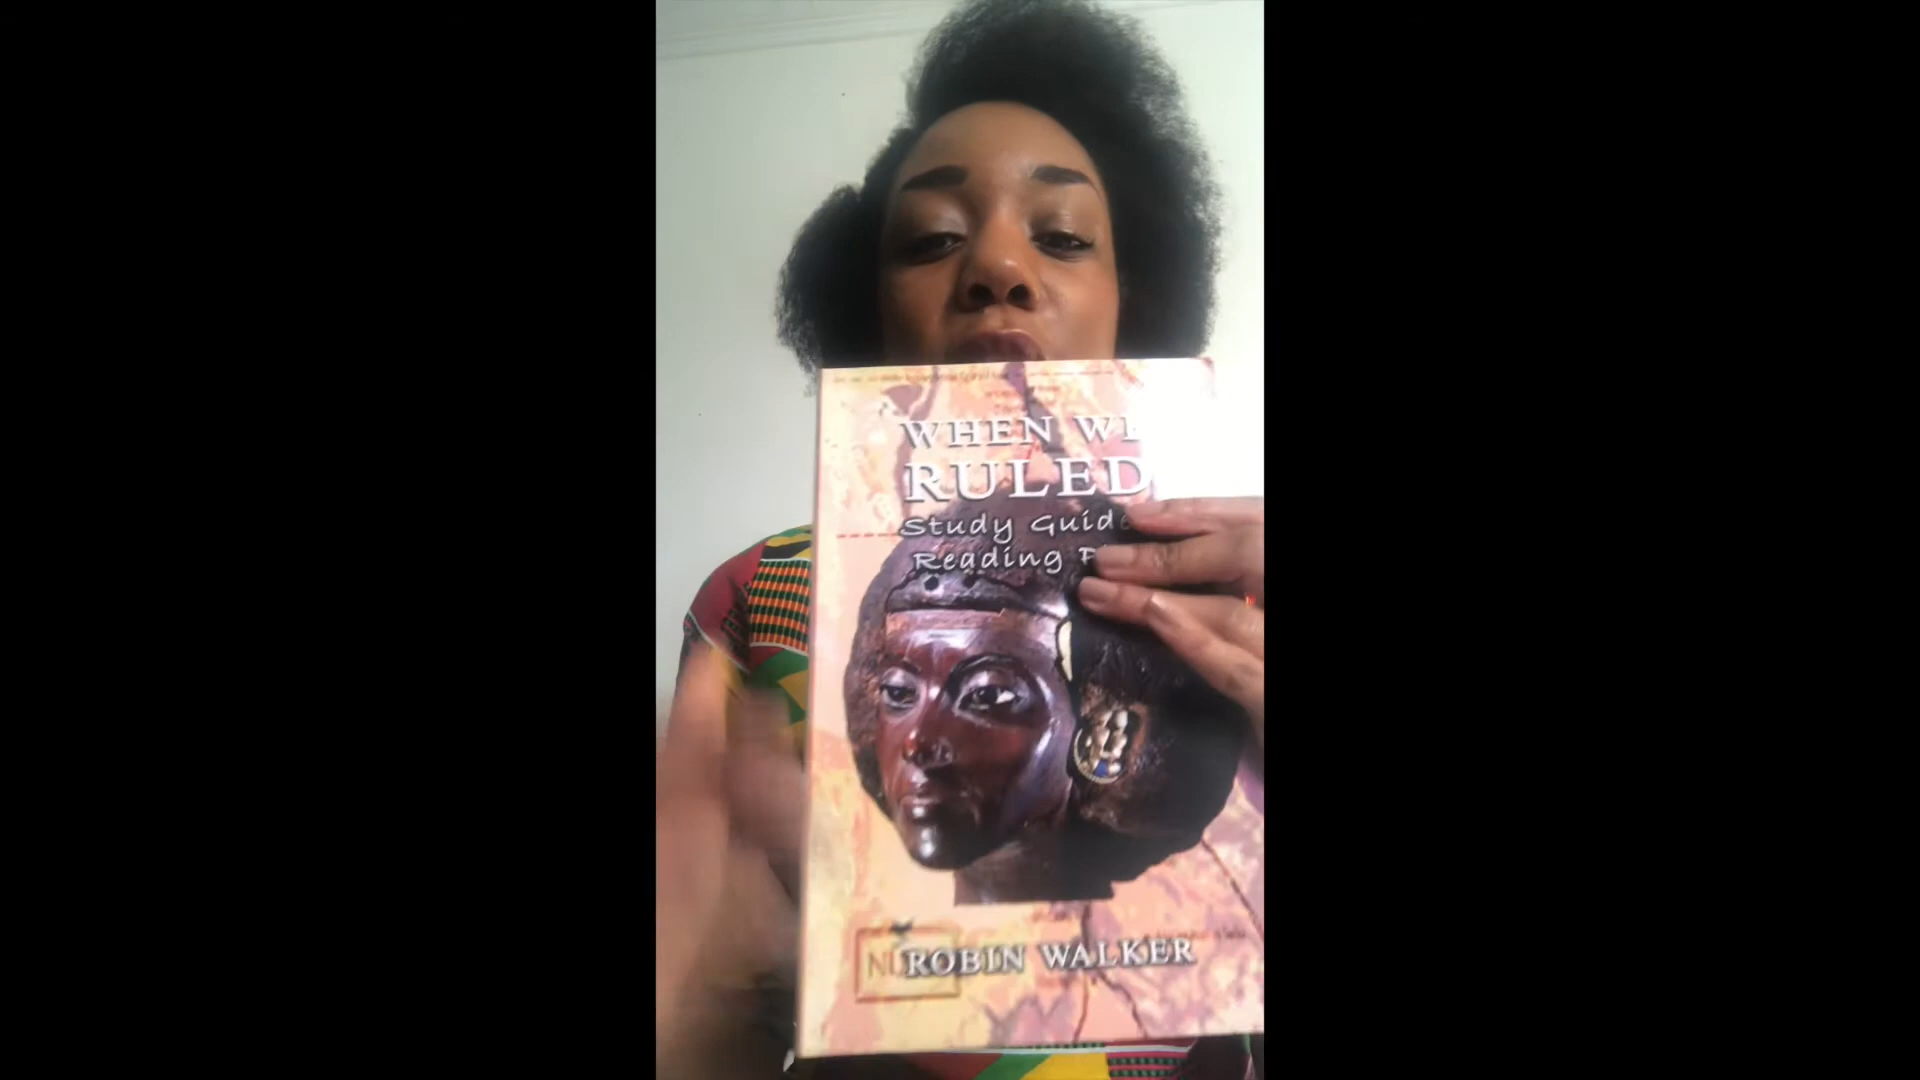 WHEN WE
RULED
Study Guide
Reading
ROBIN WALKER